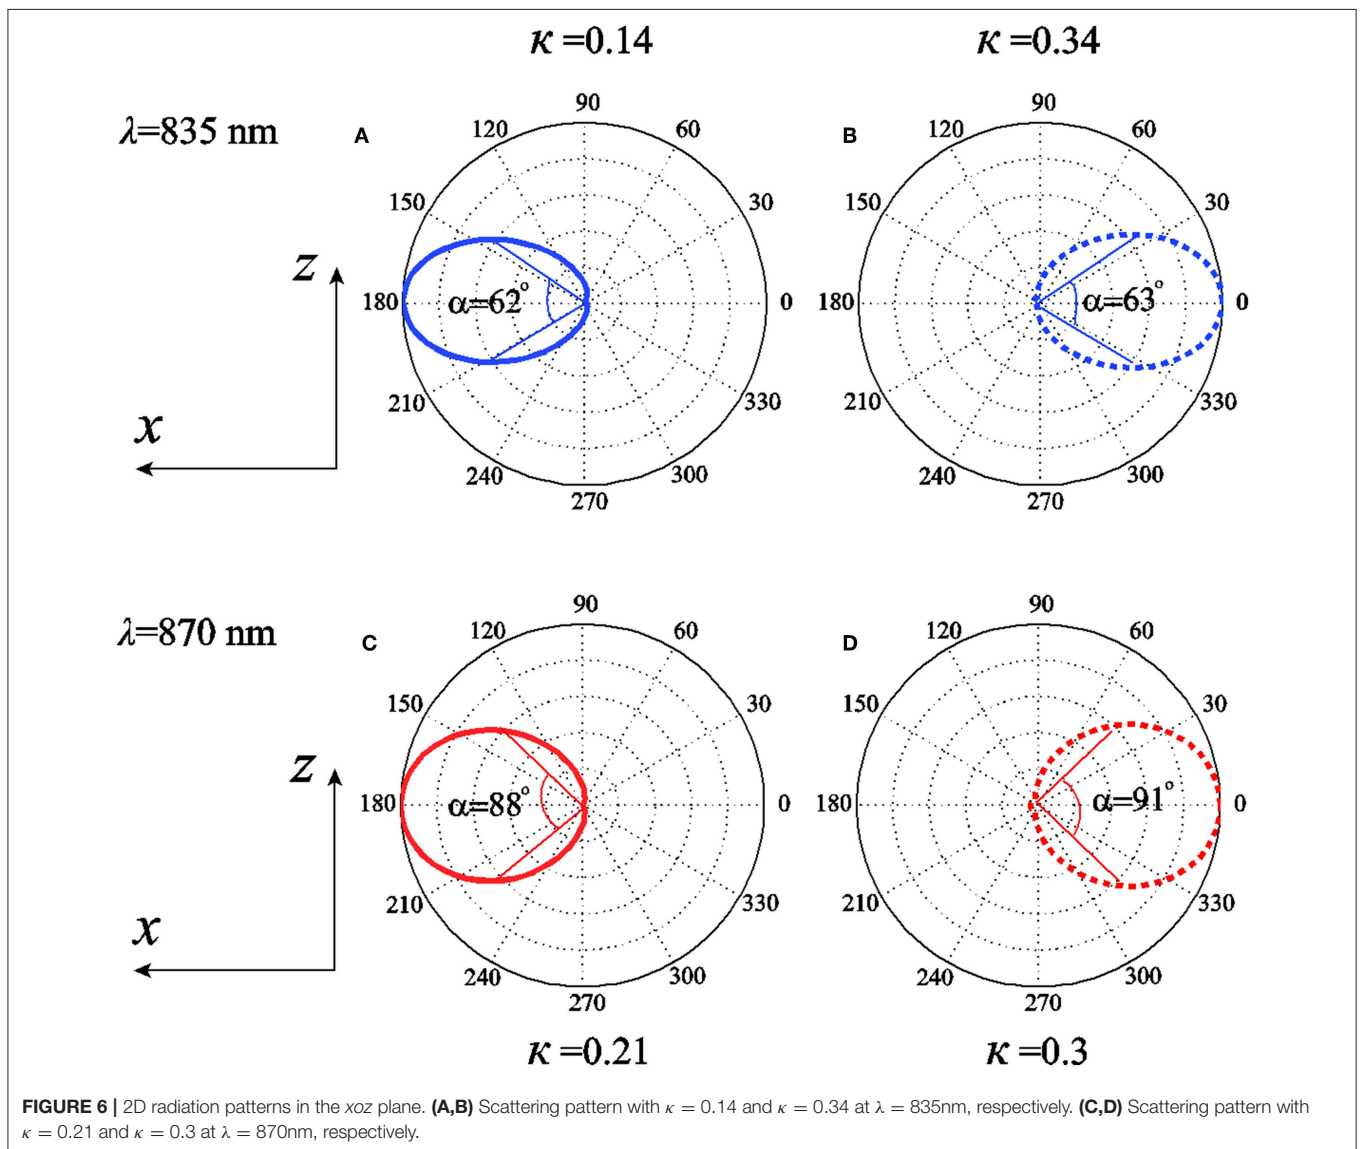 κ =0.14
κ =0.34
λ=835 nm
A
90
120
60
150
30
180
0
210
330
240
300
270
α=62°
B
90
120
60
150
30
180
0
210
330
240
300
270
α=63°
z
x
λ=870 nm
C
90
120
60
150
30
180
0
210
330
240
300
270
α=88°
D
90
120
60
150
30
180
0
210
330
240
300
270
α=91°
z
x
κ =0.21
κ =0.3
FIGURE 6 | 2D radiation patterns in the xoz plane. (A,B) Scattering pattern with κ = 0.14 and κ = 0.34 at λ = 835nm, respectively. (C,D) Scattering pattern with
κ = 0.21 and κ = 0.3 at λ = 870nm, respectively.